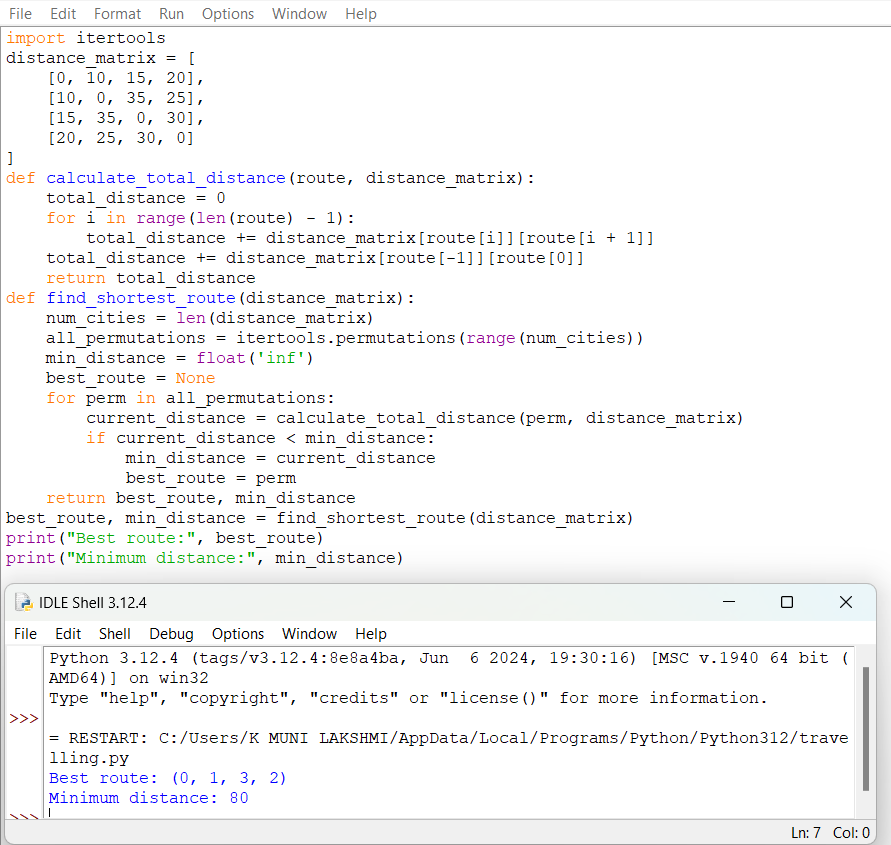 File Edit Format Run Options Window Help
import itertools
distance_matrix = [
    [0, 10, 15, 20],
    [10, 0, 35, 25],
    [15, 35, 0, 30],
    [20, 25, 30, 0]
]
def calculate_total_distance(route, distance_matrix):
    total_distance = 0
    for i in range(len(route) - 1):
        total_distance += distance_matrix[route[i]][route[i + 1]]
    total_distance += distance_matrix[route[-1]][route[0]]
    return total_distance
def find_shortest_route(distance_matrix):
    num_cities = len(distance_matrix)
    all_permutations = itertools.permutations(range(num_cities))
    min_distance = float('inf')
    best_route = None
    for perm in all_permutations:
        current_distance = calculate_total_distance(perm, distance_matrix)
        if current_distance < min_distance:
            min_distance = current_distance
            best_route = perm
    return best_route, min_distance
best_route, min_distance = find_shortest_route(distance_matrix)
print("Best route:", best_route)
print("Minimum distance:", min_distance)
IDLE Shell 3.12.4
File Edit Shell Debug Options Window Help
Python 3.12.4 (tags/v3.12.4:8e8a4ba, Jun  6 2024, 19:30:16) [MSC v.1940 64 bit (
AMD64)] on win32
Type "help", "copyright", "credits" or "license()" for more information.
>>>
= RESTART: C:/Users/K MUNI LAKSHMI/AppData/Local/Programs/Python/Python312/trave
lling.py
Best route: (0, 1, 3, 2)
Minimum distance: 80
>>>
Ln: 7 Col: 0